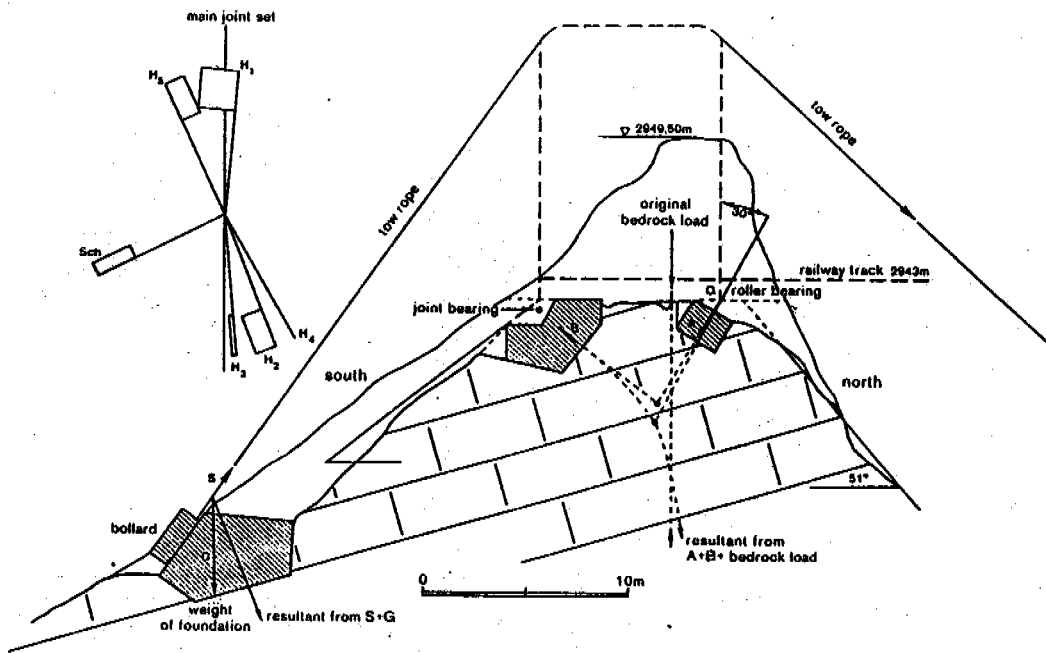 main joint set
H₅
H₁
Sch
H₃
H₂
H₄
tow rope
tow rope
2949,50m
original
bedrock load
30°
railway track 2943m
roller bearing
joint bearing
B
A
south
north
S
51°
bollard
G
weight
of foundation
resultant from S+G
0
10m
resultant from
A+B+ bedrock load